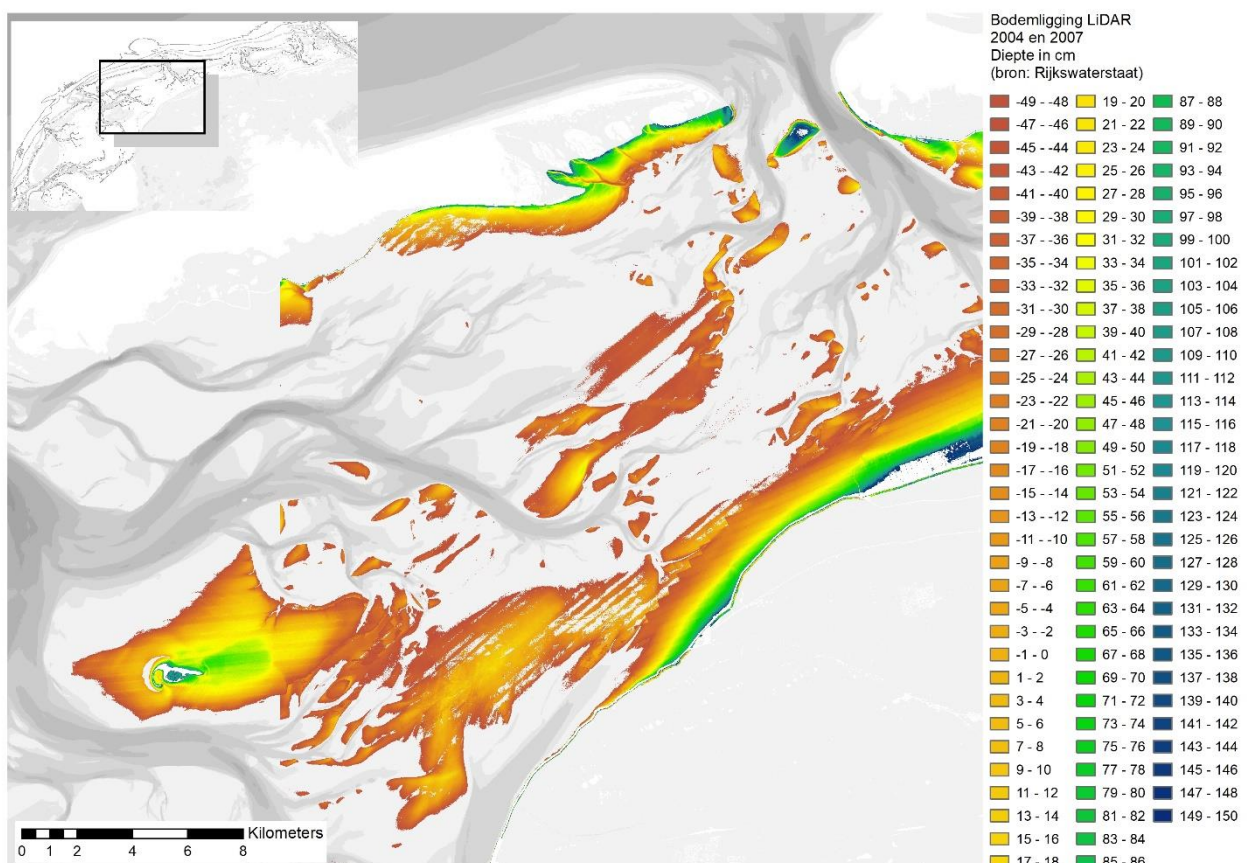 Bodemligging LiDAR
2004 en 2007
Diepte in cm
(bron: Rijkswaterstaat)
-49 - -48
-47 - -46
-45 - -44
-43 - -42
-41 - -40
-39 - -38
-37 - -36
-35 - -34
-33 - -32
-31 - -30
-29 - -28
-27 - -26
-25 - -24
-23 - -22
-21 - -20
-19 - -18
-17 - -16
-15 - -14
-13 - -12
-11 - -10
-9 - -8
-7 - -6
-5 - -4
-3 - -2
-1 - 0
1 - 2
3 - 4
5 - 6
7 - 8
9 - 10
11 - 12
13 - 14
15 - 16
17 - 18
19 - 20
21 - 22
23 - 24
25 - 26
27 - 28
29 - 30
31 - 32
33 - 34
35 - 36
37 - 38
39 - 40
41 - 42
43 - 44
45 - 46
47 - 48
49 - 50
51 - 52
53 - 54
55 - 56
57 - 58
59 - 60
61 - 62
63 - 64
65 - 66
67 - 68
69 - 70
71 - 72
73 - 74
75 - 76
77 - 78
79 - 80
81 - 82
83 - 84
85 - 86
87 - 88
89 - 90
91 - 92
93 - 94
95 - 96
97 - 98
99 - 100
101 - 102
103 - 104
105 - 106
107 - 108
109 - 110
111 - 112
113 - 114
115 - 116
117 - 118
119 - 120
121 - 122
123 - 124
125 - 126
127 - 128
129 - 130
131 - 132
133 - 134
135 - 136
137 - 138
139 - 140
141 - 142
143 - 144
145 - 146
147 - 148
149 - 150
Kilometers
0 1 2 4 6 8